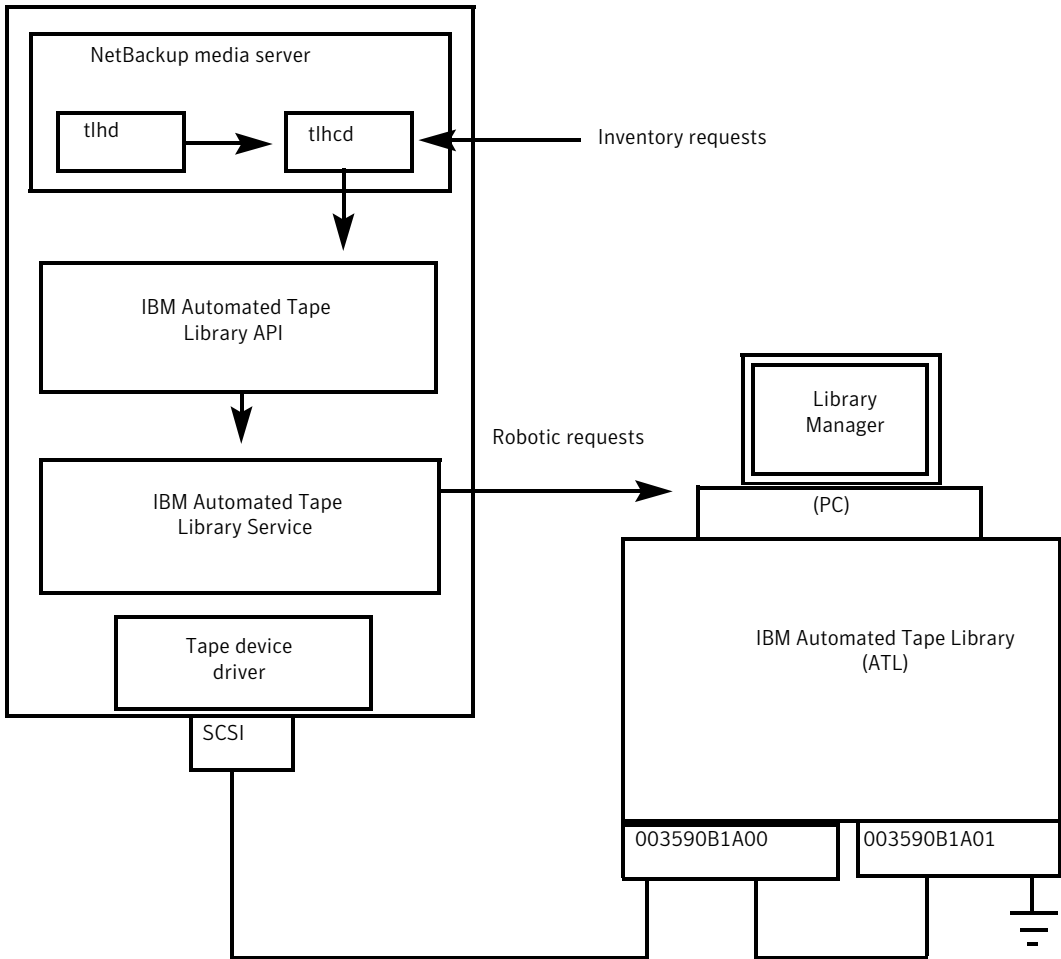 NetBackup media server
tlhd
tlhcd
Inventory requests
IBM Automated Tape
Library API
Library
Manager
Robotic requests
IBM Automated Tape
Library Service
(PC)
IBM Automated Tape Library
(ATL)
Tape device
driver
SCSI
003590B1A00
003590B1A01